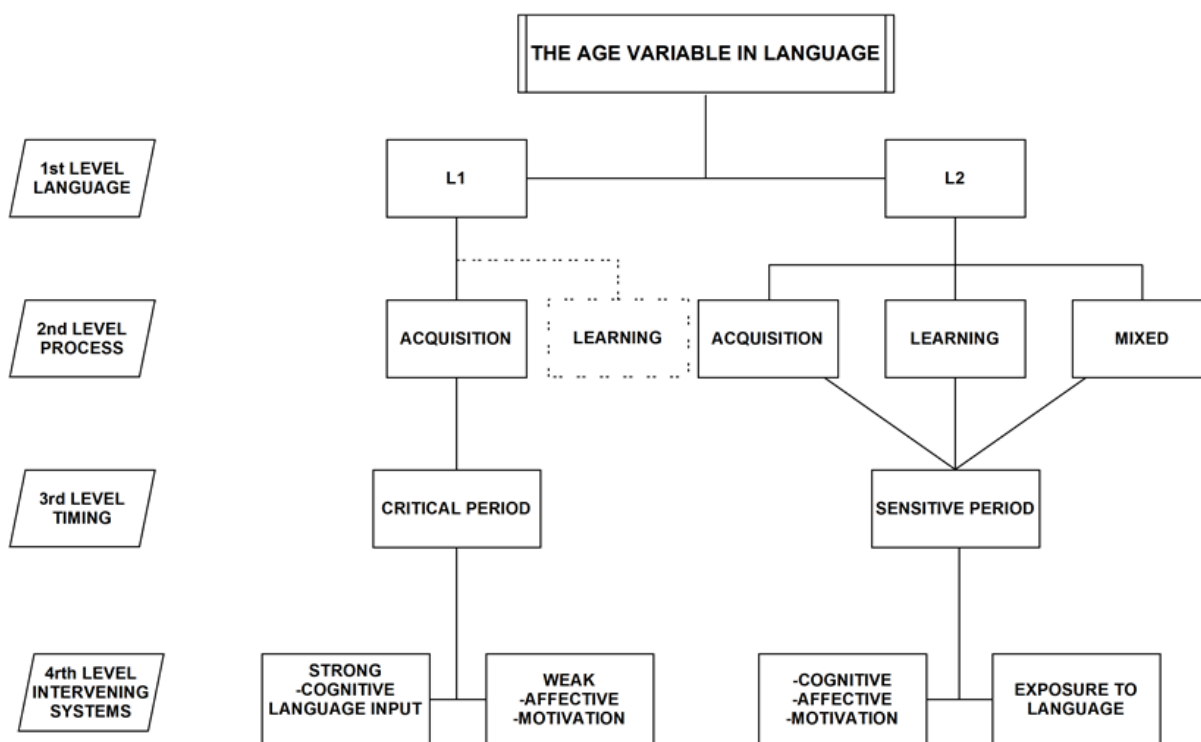 THE AGE VARIABLE IN LANGUAGE
1st LEVEL
LANGUAGE
L1
L2
2nd LEVEL
PROCESS
ACQUISITION
LEARNING
ACQUISITION
LEARNING
MIXED
3rd LEVEL
TIMING
CRITICAL PERIOD
SENSITIVE PERIOD
4rth LEVEL
INTERVENING
SYSTEMS
STRONG
-COGNITIVE
LANGUAGE INPUT
WEAK
-AFFECTIVE
-MOTIVATION
-COGNITIVE
-AFFECTIVE
-MOTIVATION
EXPOSURE TO
LANGUAGE